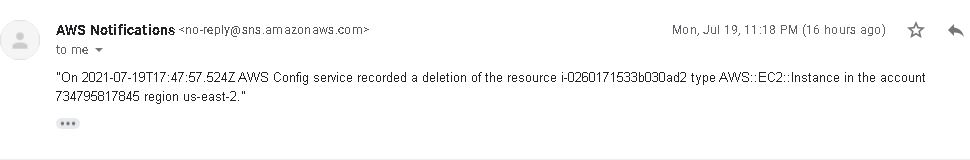 AWS Notifications <no-reply@sns.amazonaws.com> Mon, Jul 19, 11:18 PM (16 hours ago)
to me
"On 2021-07-19T17:47:57.524Z AWS Config service recorded a deletion of the resource i-0260171533b030ad2 type AWS::EC2::Instance in the account
734795817845 region us-east-2."